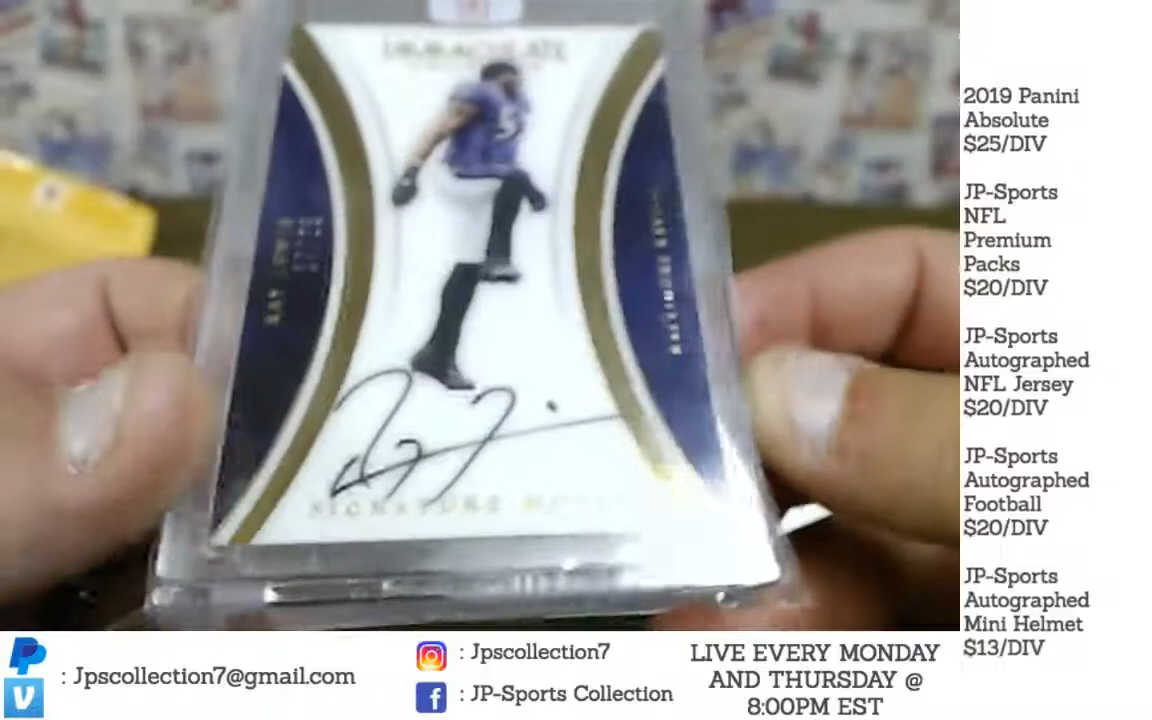 IMMACULATE
RAY LEWIS
BALTIMORE RAVENS
SIGNATURE
2019 Panini
Absolute
$25/DIV
JP-Sports
NFL
Premium
Packs
$20/DIV
JP-Sports
Autographed
NFL Jersey
$20/DIV
JP-Sports
Autographed
Football
$20/DIV
JP-Sports
Autographed
Mini Helmet
$13/DIV
: Jpscollection7@gmail.com
: Jpscollection7
: JP-Sports Collection
LIVE EVERY MONDAY
AND THURSDAY @
8:00PM EST